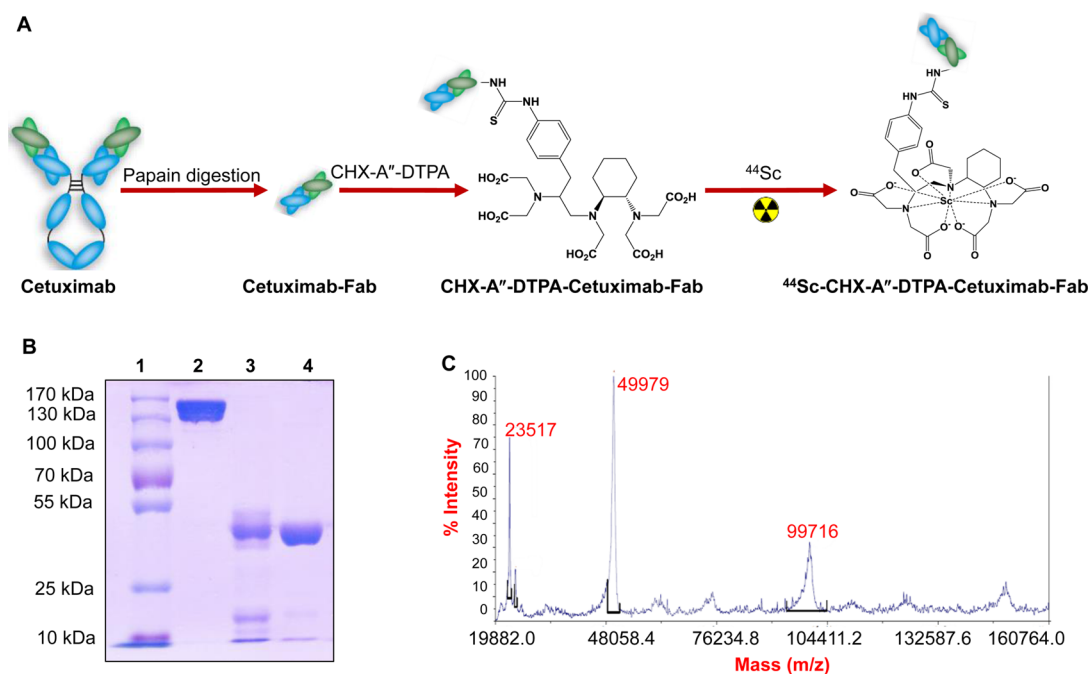 A
Papain digestion
CHX-A″-DTPA
44Sc
NH
S
NH
HO2C
HO2C
N
N
N
CO2H
CO2H
CO2H
HN
NH
S
O
O
O
O
N
N
N
Sc
O
O
O-
O-
O
O
Cetuximab
Cetuximab-Fab
CHX-A″-DTPA-Cetuximab-Fab
44Sc-CHX-A″-DTPA-Cetuximab-Fab
B
1 2 3 4
170 kDa
130 kDa
100 kDa
70 kDa
55 kDa
25 kDa
10 kDa
C
% Intensity
100
90
80
70
60
50
40
30
20
10
0
23517
49979
99716
19882.0 48058.4 76234.8 104411.2 132587.6 160764.0
Mass (m/z)